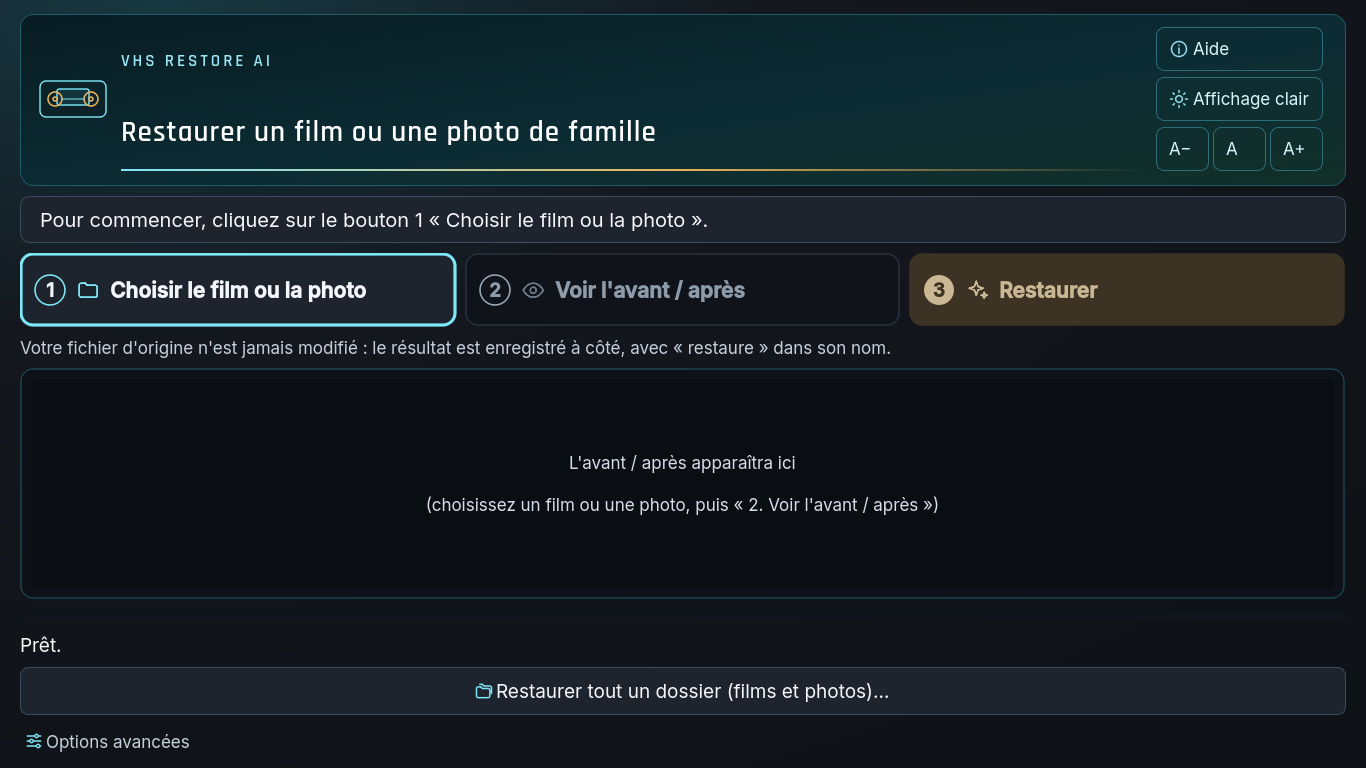 VHS RESTORE AI
Restaurer un film ou une photo de famille
Aide
Affichage clair
A− A A+
Pour commencer, cliquez sur le bouton 1 « Choisir le film ou la photo ».
1 Choisir le film ou la photo
2 Voir l'avant / après
3 Restaurer
Votre fichier d'origine n'est jamais modifié : le résultat est enregistré à côté, avec « restaure » dans son nom.
L'avant / après apparaîtra ici
(choisissez un film ou une photo, puis « 2. Voir l'avant / après »)
Prêt.
Restaurer tout un dossier (films et photos)...
Options avancées